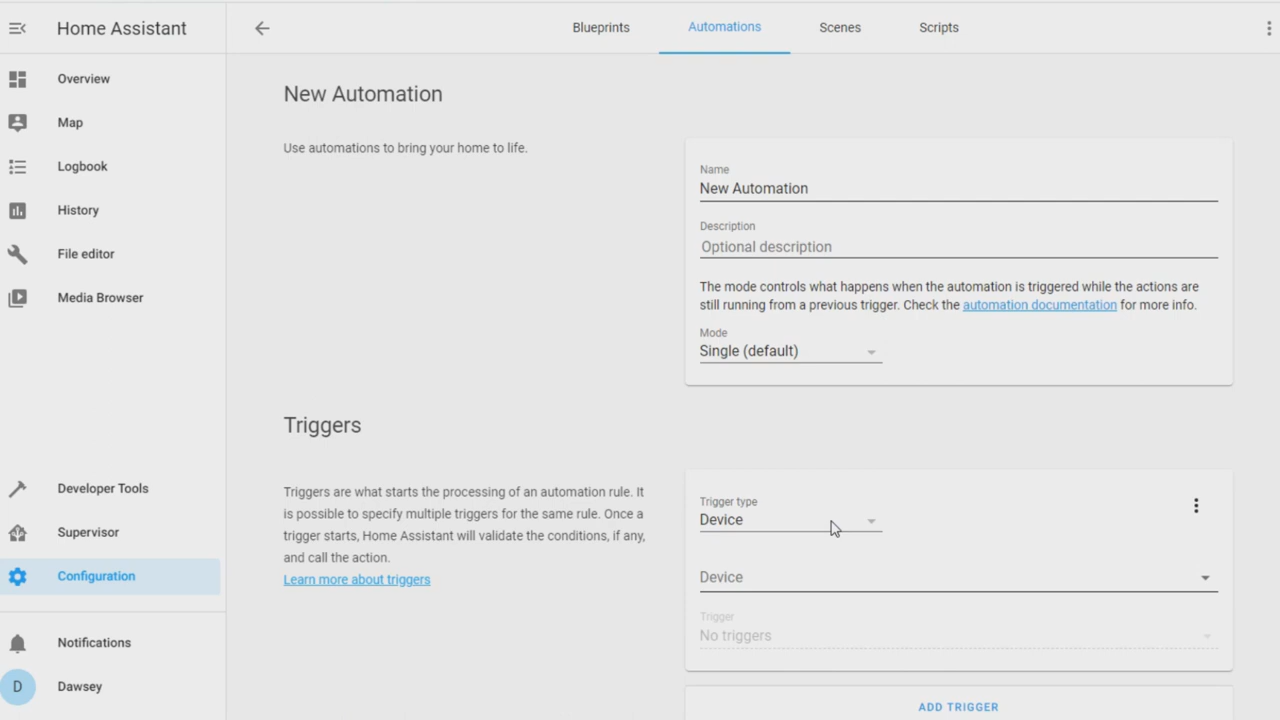 Home Assistant
Blueprints
Automations
Scenes
Scripts
Overview
Map
Logbook
History
File editor
Media Browser
Developer Tools
Supervisor
Configuration
Notifications
D
Dawsey
New Automation
Use automations to bring your home to life.
Name
New Automation
Description
Optional description
The mode controls what happens when the automation is triggered while the actions are
still running from a previous trigger. Check the automation documentation for more info.
Mode
Single (default)
Triggers
Triggers are what starts the processing of an automation rule. It
is possible to specify multiple triggers for the same rule. Once a
trigger starts, Home Assistant will validate the conditions, if any,
and call the action.
Learn more about triggers
Trigger type
Device
Device
Trigger
No triggers
ADD TRIGGER